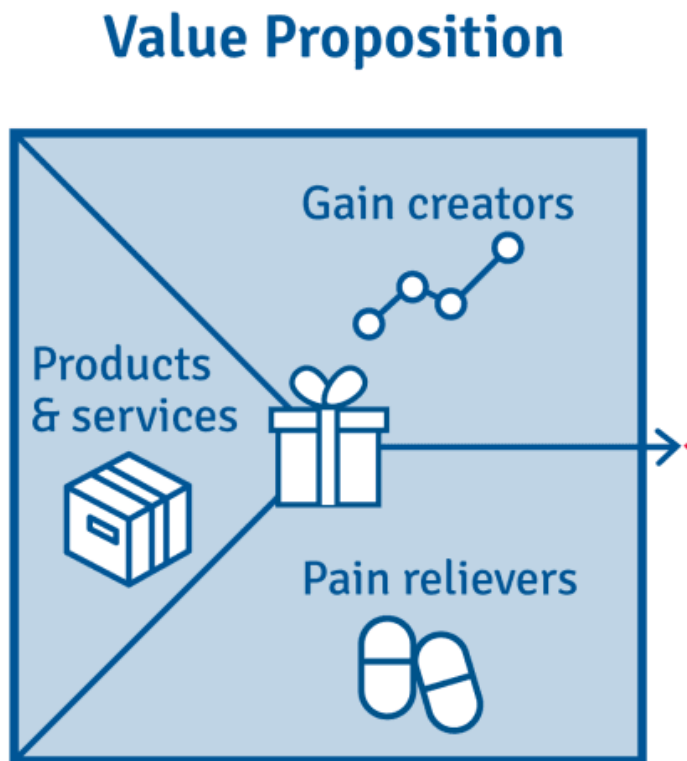 Value Proposition
Gain creators
Products
& services
Pain relievers